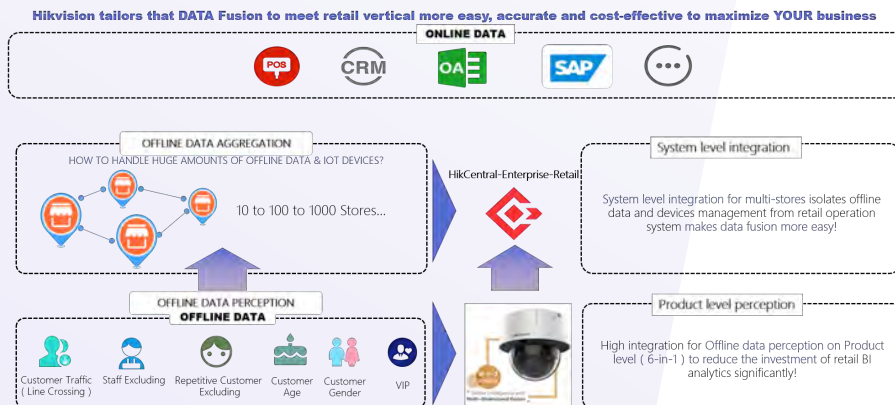 Hikvision tailors that DATA Fusion to meet retail vertical more easy, accurate and cost-effective to maximize YOUR business
ONLINE DATA
POS
CRM
OA
SAP
OFFLINE DATA AGGREGATION
HOW TO HANDLE HUGE AMOUNTS OF OFFLINE DATA & IOT DEVICES?
10 to 100 to 1000 Stores...
HikCentral-Enterprise-Retail
System level integration
System level integration for multi-stores isolates offline
data and devices management from retail operation
system makes data fusion more easy!
OFFLINE DATA PERCEPTION
OFFLINE DATA
Customer Traffic
( Line Crossing )
Staff Excluding
Repetitive Customer
Excluding
Customer
Age
Customer
Gender
VIP
Product level perception
High integration for Offline data perception on Product
level ( 6-in-1 ) to reduce the investment of retail BI
analytics significantly!